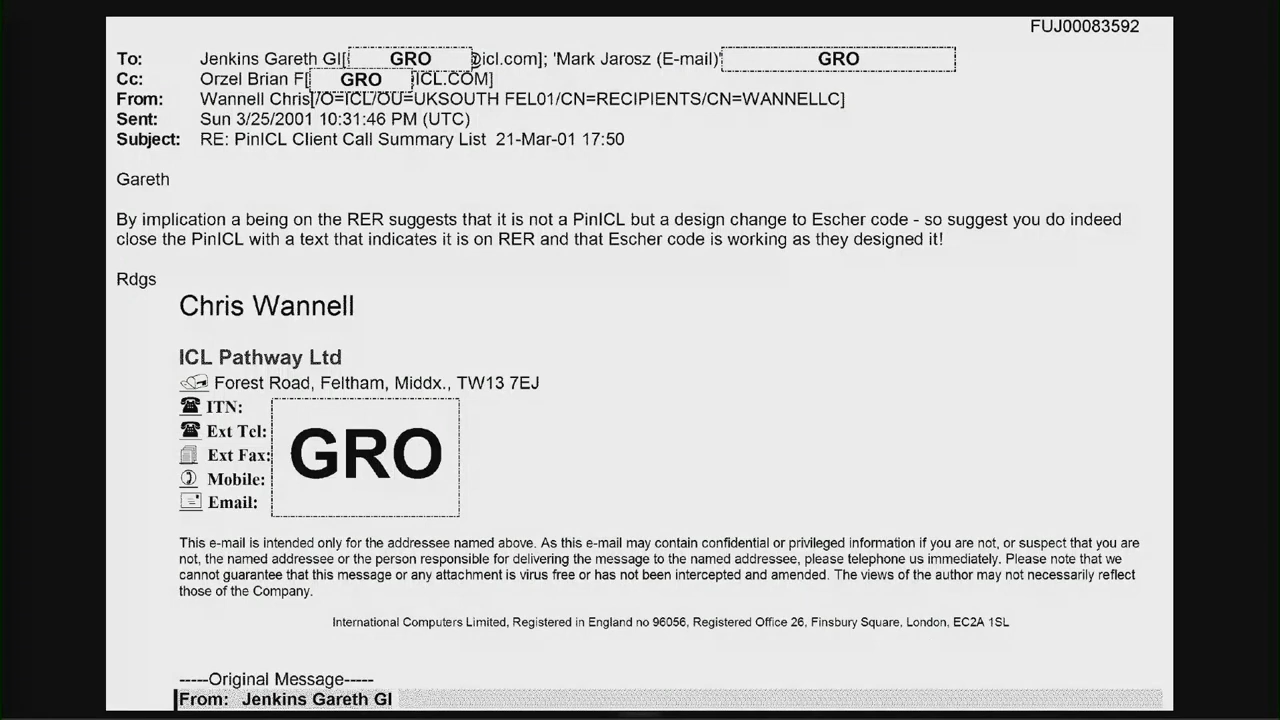 FUJ00083592
To: Jenkins Gareth GI[ GRO @icl.com]; 'Mark Jarosz (E-mail)' GRO
Cc: Orzel Brian F[ GRO ICL.COM]
From: Wannell Chris[/O=ICL/OU=UKSOUTH FEL01/CN=RECIPIENTS/CN=WANNELLC]
Sent: Sun 3/25/2001 10:31:46 PM (UTC)
Subject: RE: PinICL Client Call Summary List 21-Mar-01 17:50
Gareth
By implication a being on the RER suggests that it is not a PinICL but a design change to Escher code - so suggest you do indeed
close the PinICL with a text that indicates it is on RER and that Escher code is working as they designed it!
Rdgs
Chris Wannell
ICL Pathway Ltd
Forest Road, Feltham, Middx., TW13 7EJ
ITN:
Ext Tel:
Ext Fax:
Mobile:
Email:
GRO
This e-mail is intended only for the addressee named above. As this e-mail may contain confidential or privileged information if you are not, or suspect that you are
not, the named addressee or the person responsible for delivering the message to the named addressee, please telephone us immediately. Please note that we
cannot guarantee that this message or any attachment is virus free or has not been intercepted and amended. The views of the author may not necessarily reflect
those of the Company.
International Computers Limited, Registered in England no 96056, Registered Office 26, Finsbury Square, London, EC2A 1SL
-----Original Message-----
From: Jenkins Gareth GI